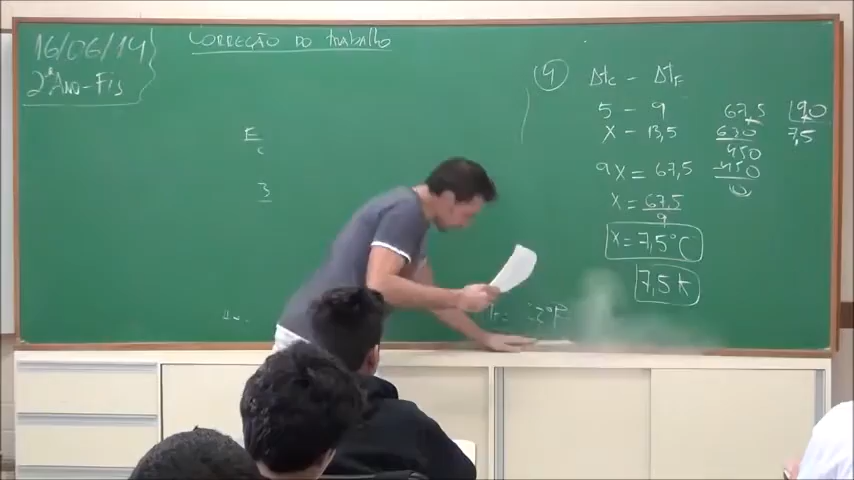 16/06/14
2º Ano - Fís
CORREÇÃO DO trabalho
E
C
3
4
Δtc - Δtf
5 - 9
X - 13,5
9X = 67,5
X = 67,5
9
X = 7,5°C
7,5 K
67,5 90
630 7,5
450
450
0